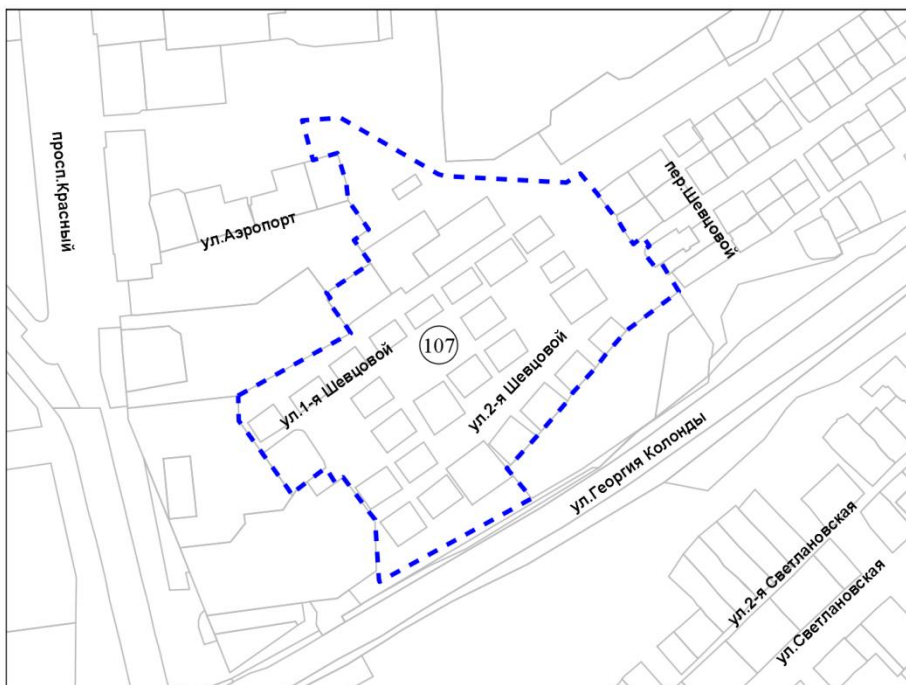 просп.Красный
ул.Аэропорт
пер.Шевцовой
107
ул.1-я Шевцовой
ул.2-я Шевцовой
ул.Георгия Колонды
ул.2-я Светлановская
ул.Светлановская